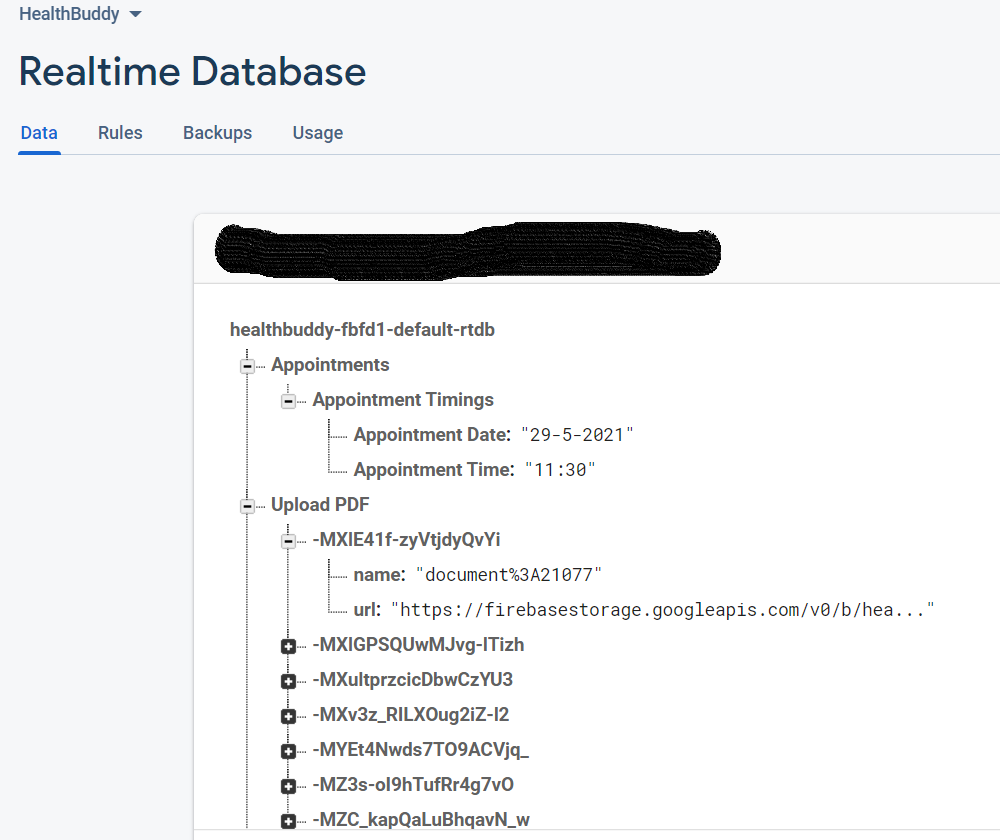 HealthBuddy
Realtime Database
Data Rules Backups Usage
healthbuddy-fbfd1-default-rtdb
Appointments
Appointment Timings
Appointment Date: "29-5-2021"
Appointment Time: "11:30"
Upload PDF
-MXIE41f-zyVtjdyQvYi
name: "document%3A21077"
url: "https://firebasestorage.googleapis.com/v0/b/hea..."
-MXIGPSQUwMJvg-ITizh
-MXultprzcicDbwCzYU3
-MXv3z_RILXOug2iZ-I2
-MYEt4Nwds7TO9ACVjq_
-MZ3s-oI9hTufRr4g7vO
-MZC_kapQaLuBhqavN_w